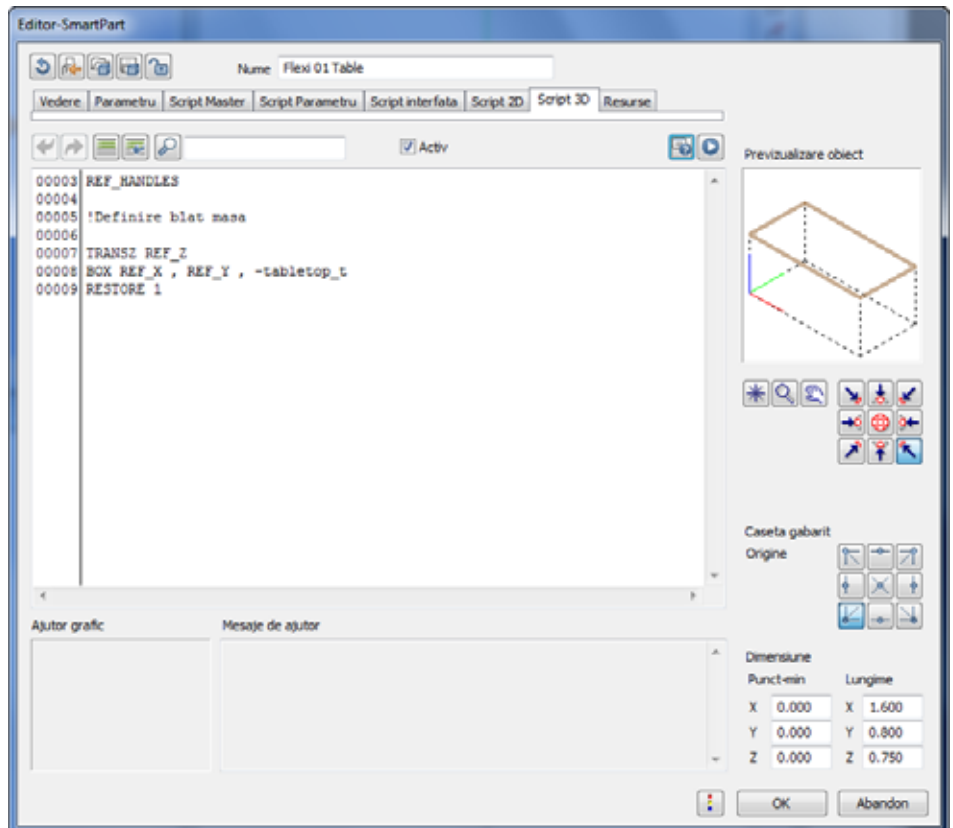 Editor-SmartPart
Nume Flexi 01 Table
Vedere Parametru Script Master Script Parametru Script interfata Script 2D Script 3D Resurse
Activ
Previzualizare obiect
00003 REF_HANDLES
00004
00005 !Definire blat masa
00006
00007 TRANSZ REF_Z
00008 BOX REF_X , REF_Y , -tabletop_t
00009 RESTORE 1
Caseta gabarit
Origine
Ajutor grafic Mesaje de ajutor
Dimensiune
Punct-min Lungime
X 0.000 X 1.600
Y 0.000 Y 0.800
Z 0.000 Z 0.750
OK Abandon